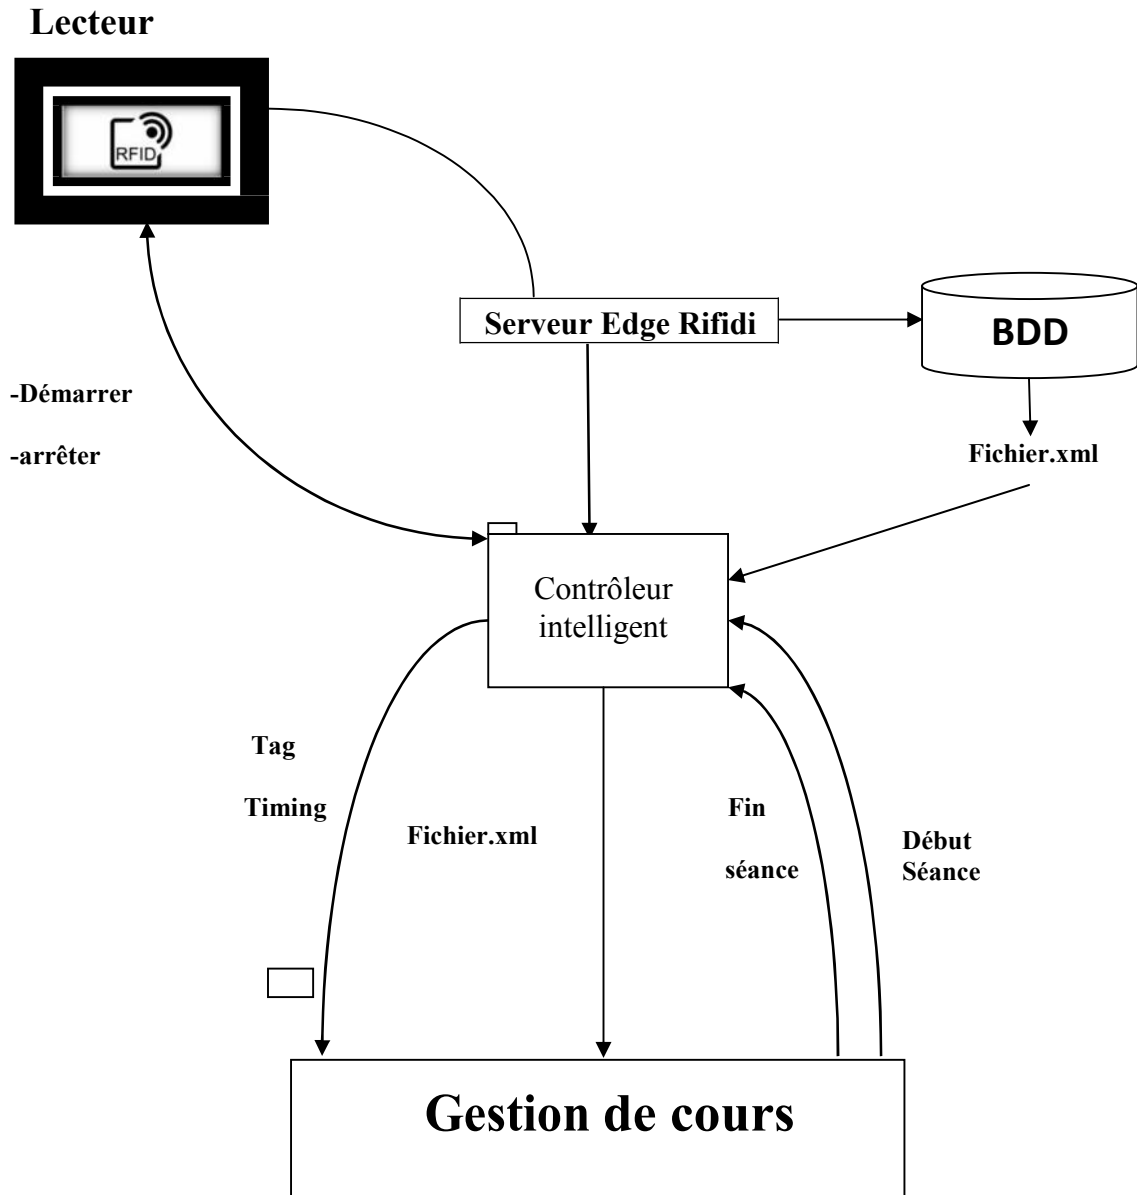 Lecteur
RFID
Serveur Edge Rifidi
BDD
-Démarrer
-arrêter
Fichier.xml
Contrôleur
intelligent
Tag
Timing
Fichier.xml
Fin
séance
Début
Séance
Gestion de cours